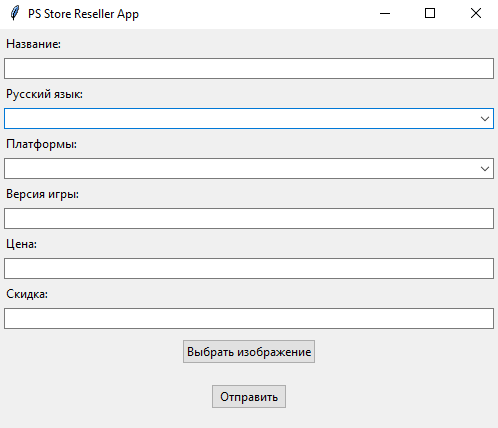 PS Store Reseller App
Название:
Русский язык:
Платформы:
Версия игры:
Цена:
Скидка:
Выбрать изображение
Отправить